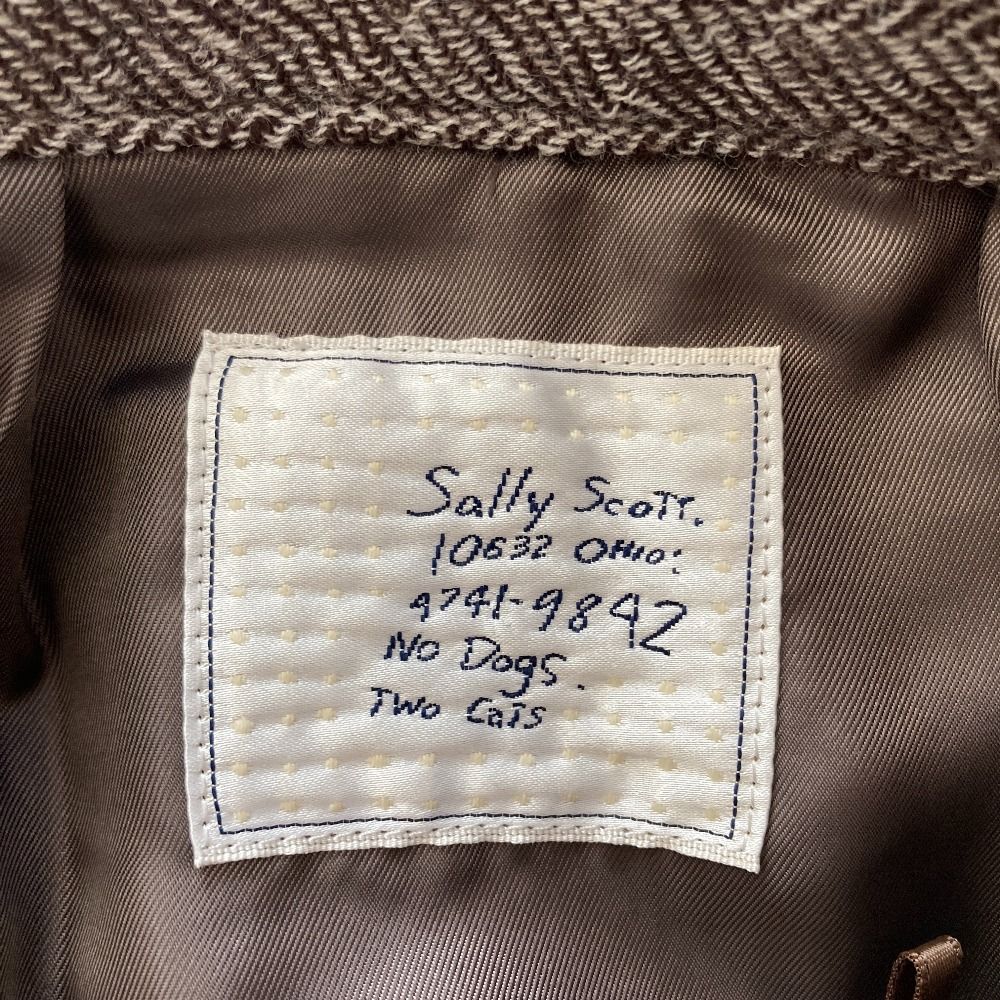 Sally Scott.
10632 Ohio:
4741-9842
No Dogs.
Two Cats